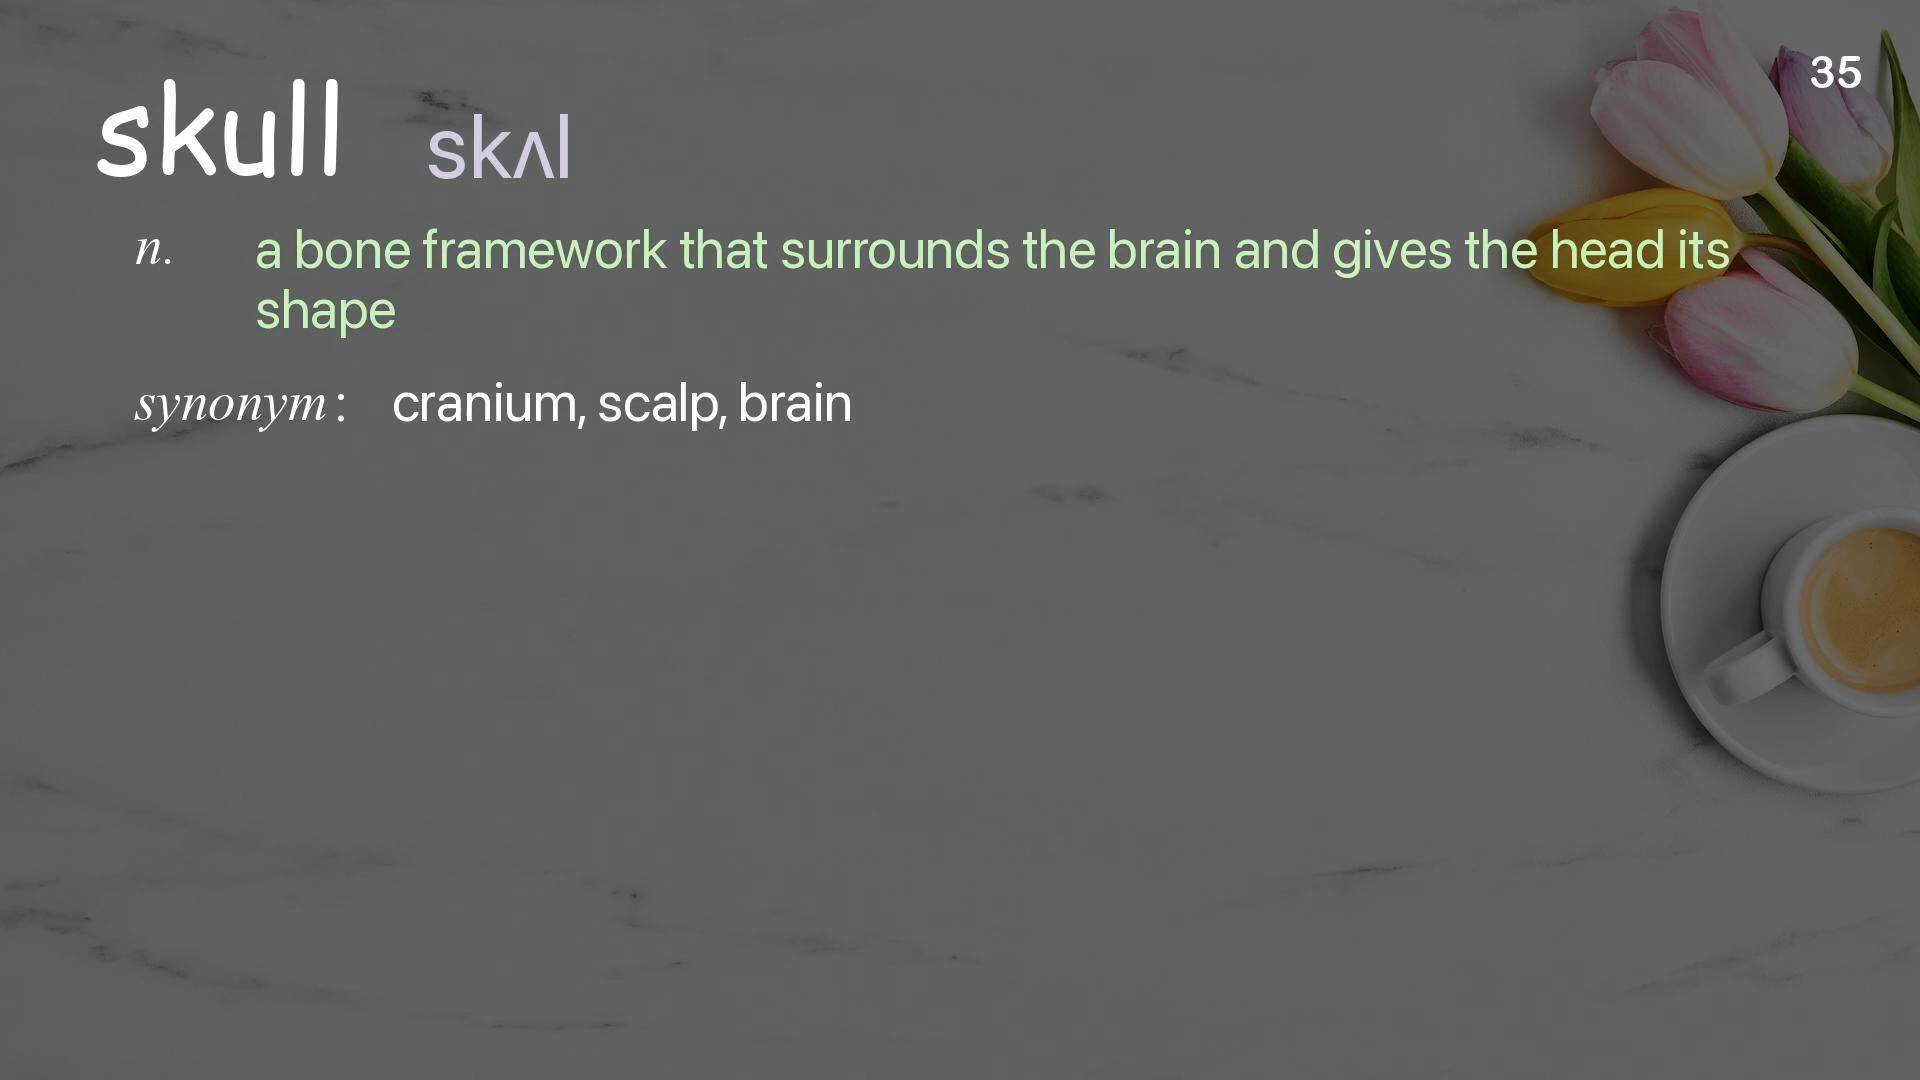 35
skull skʌl
n. a bone framework that surrounds the brain and gives the head its
shape
synonym: cranium, scalp, brain